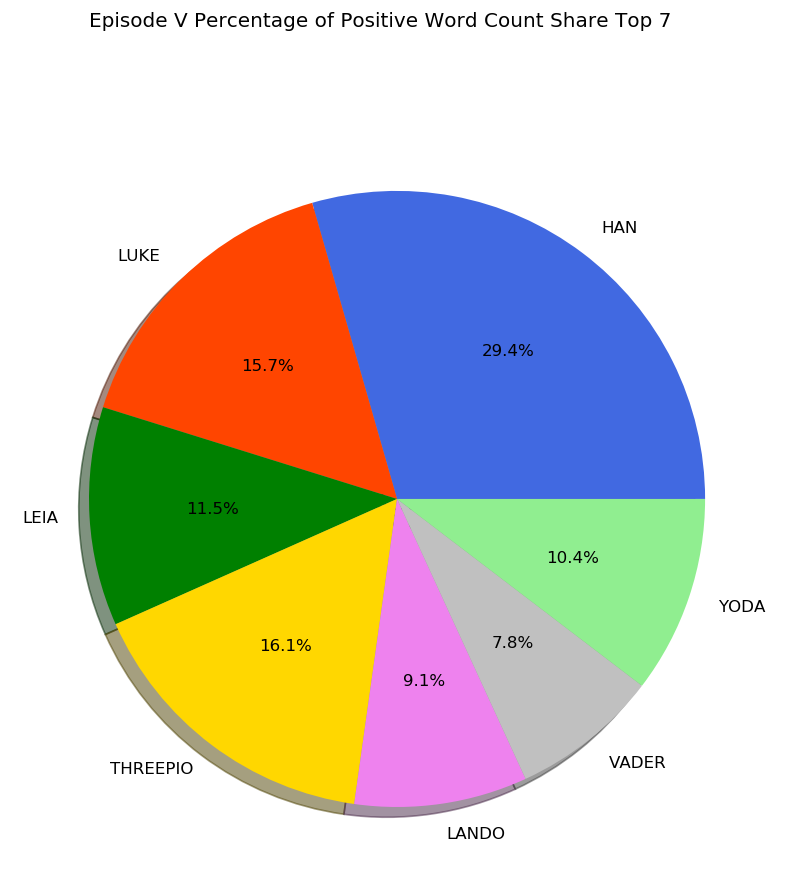 Episode V Percentage of Positive Word Count Share Top 7
HAN
LUKE
29.4%
15.7%
11.5%
LEIA
10.4%
YODA
16.1%
7.8%
9.1%
VADER
THREEPIO
LANDO